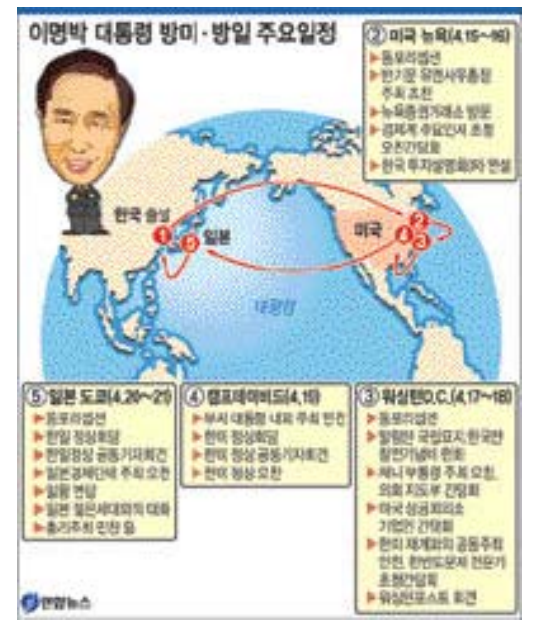 이명박 대통령 방미·방일 주요일정
② 미국 뉴욕(4.15~16)
▶동포리셉션
▶반기문 유엔사무총장
주최 조찬
▶뉴욕증권거래소 방문
▶경제계 주요인사 초청
오찬간담회
▶한국 투자설명회(IR) 연설
한국
1
5
일본
미국
2
4
3
태평양
⑤일본 도쿄(4.20~21)
▶동포리셉션
▶한일 정상회담
▶한일정상 공동기자회견
▶일본경제단체 주최 오찬
▶일왕 면담
▶일본 젊은세대와의 대화
▶총리주최 만찬 등
④캠프데이비드(4.19)
▶부시 대통령 내외 주최 만찬
▶한미 정상회담
▶한미 정상 공동기자회견
▶한미 정상 오찬
③워싱턴D.C.(4.17~18)
▶동포리셉션
▶알링턴 국립묘지,한국전
참전기념비 헌화
▶체니 부통령 주최 오찬,
의회 지도부 간담회
▶미국 상공회의소
기업인 간담회
▶한미 재계와의 공동주최
만찬, 한반도문제 전문가
초청간담회
▶워싱턴포스트 회견
연합뉴스